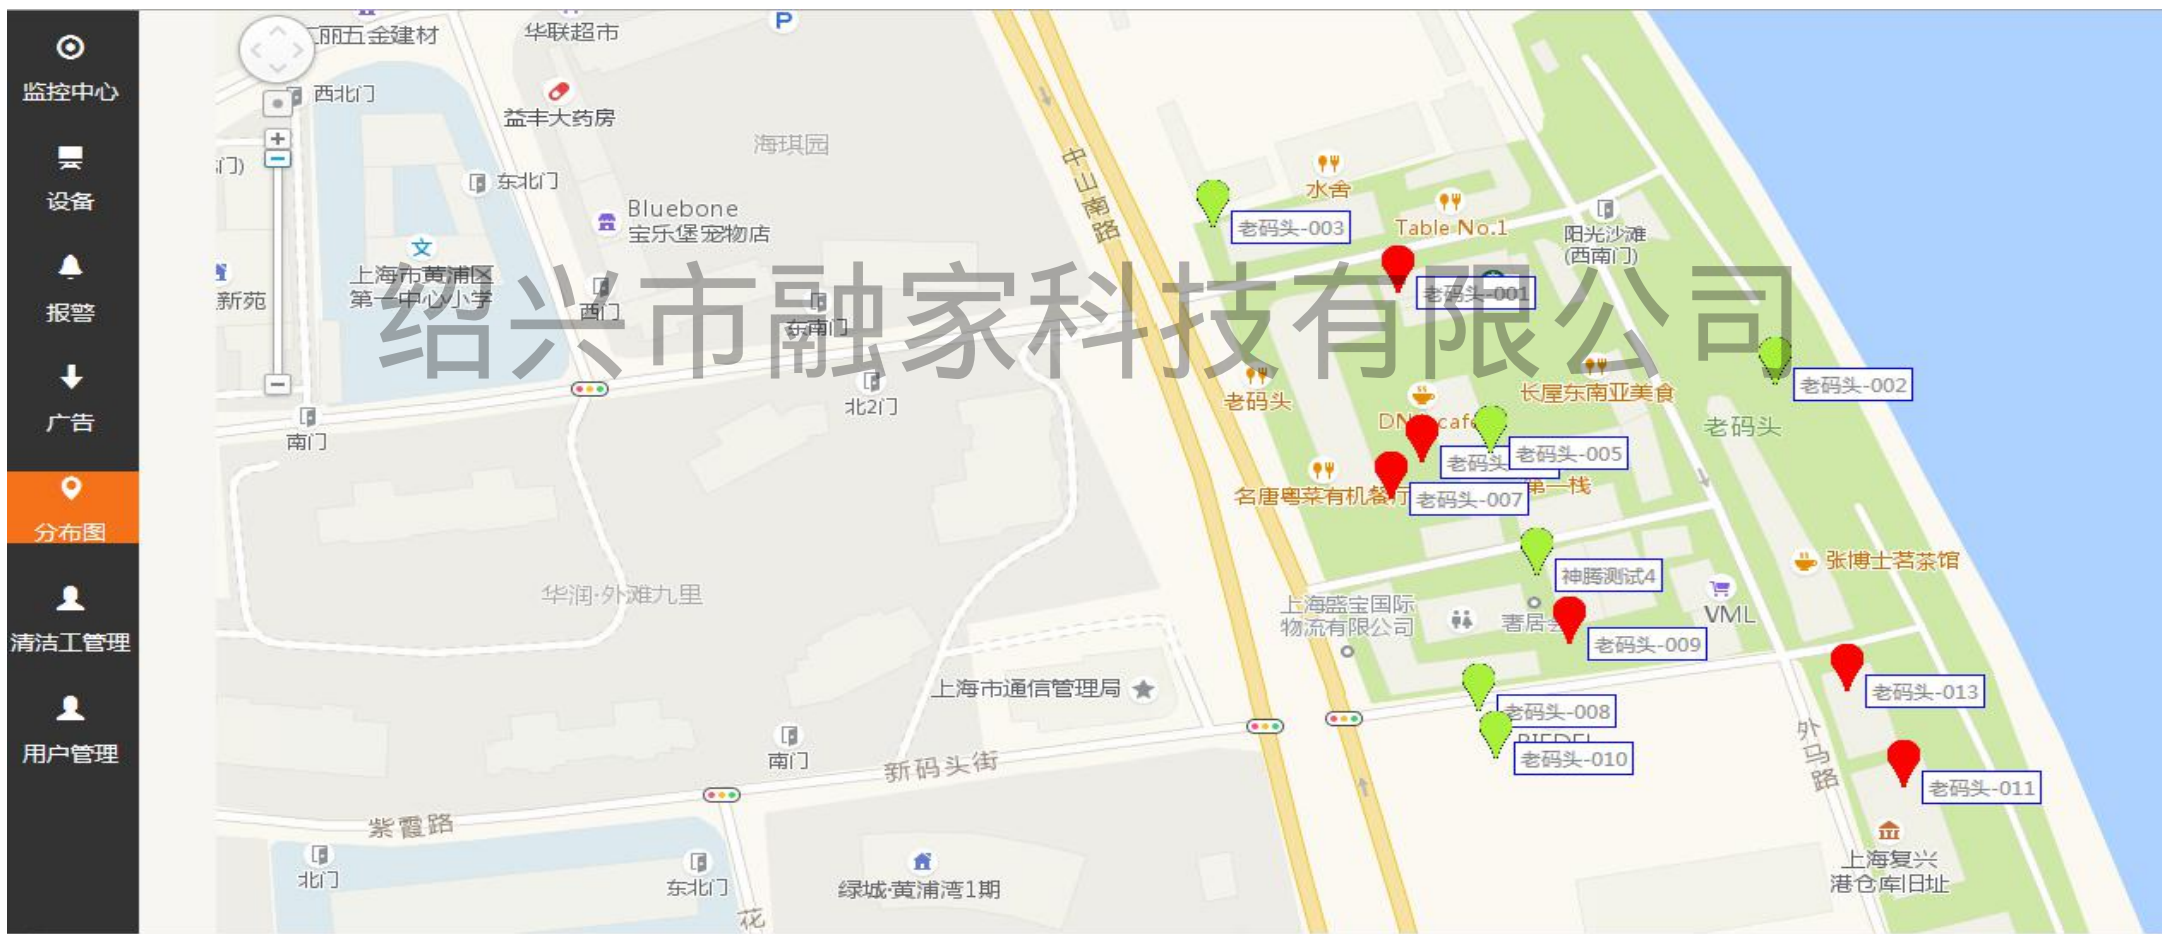 监控中心
设备
报警
广告
分布图
清洁工管理
用户管理
丽五金建材
华联超市
P
西北门
益丰大药房
海琪园
门)
东北门
Bluebone
宝乐堡宠物店
文
上海市黄浦区
第一中心小学
新苑
西门
东南门
北2门
南门
中山南路
水舍
Table No.1
阳光沙滩
(西南门)
老码头-003
老码头-001
老码头-002
老码头
长屋东南亚美食
老码头
老码头
老码头-005
名唐粤菜有机餐厅
老码头-007
第一栈
神腾测试4
张博士茗茶馆
VML
华润·外滩九里
上海盛宝国际
物流有限公司
奢居
老码头-009
上海市通信管理局
老码头-013
老码头-008
老码头-010
外马路
老码头-011
南门
新码头街
紫霞路
北门
东北门
绿城·黄浦湾1期
花
上海复兴
港仓库旧址
绍兴市融家科技有限公司